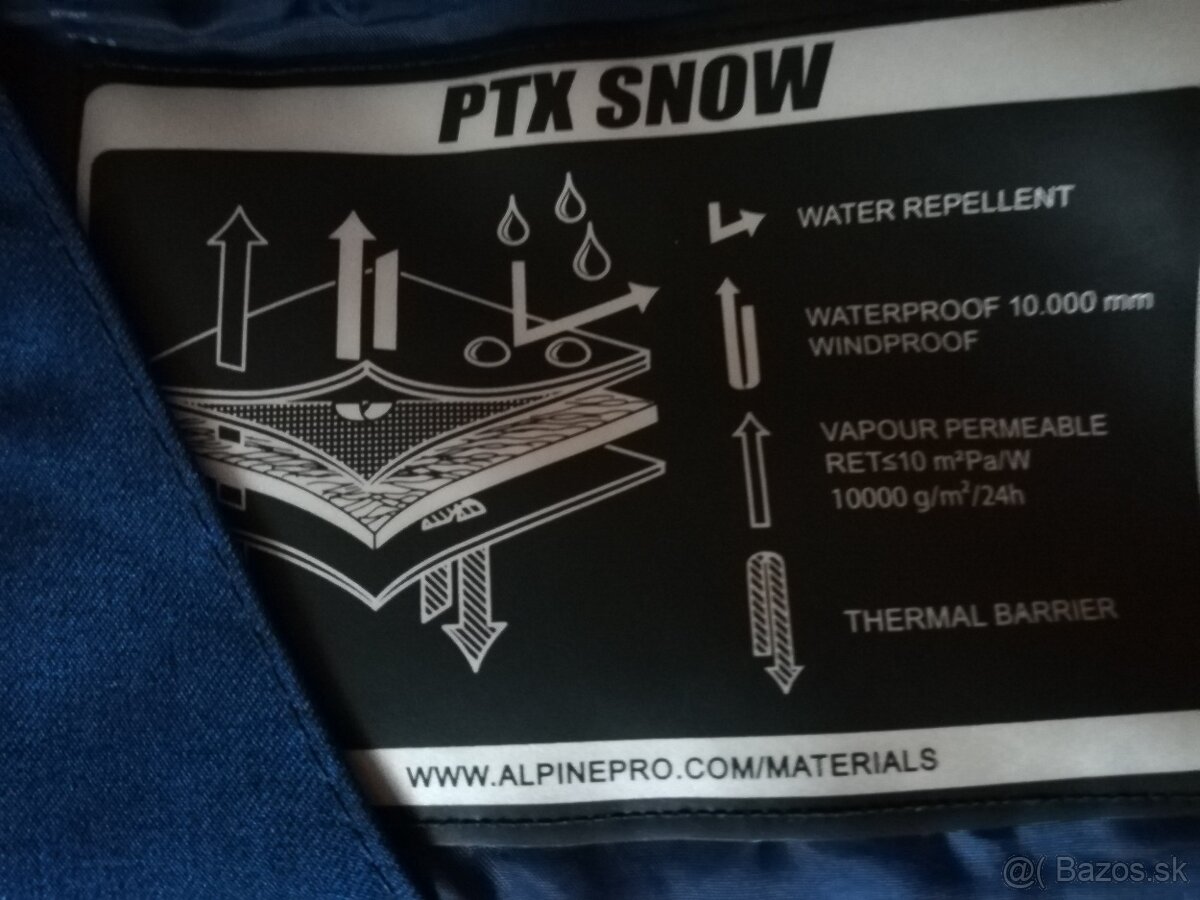 PTX SNOW
WATER REPELLENT
WATERPROOF 10.000 mm
WINDPROOF
VAPOUR PERMEABLE
RET≤10 m²Pa/W
10000 g/m²/24h
THERMAL BARRIER
WWW.ALPINEPRO.COM/MATERIALS
@( Bazos.sk